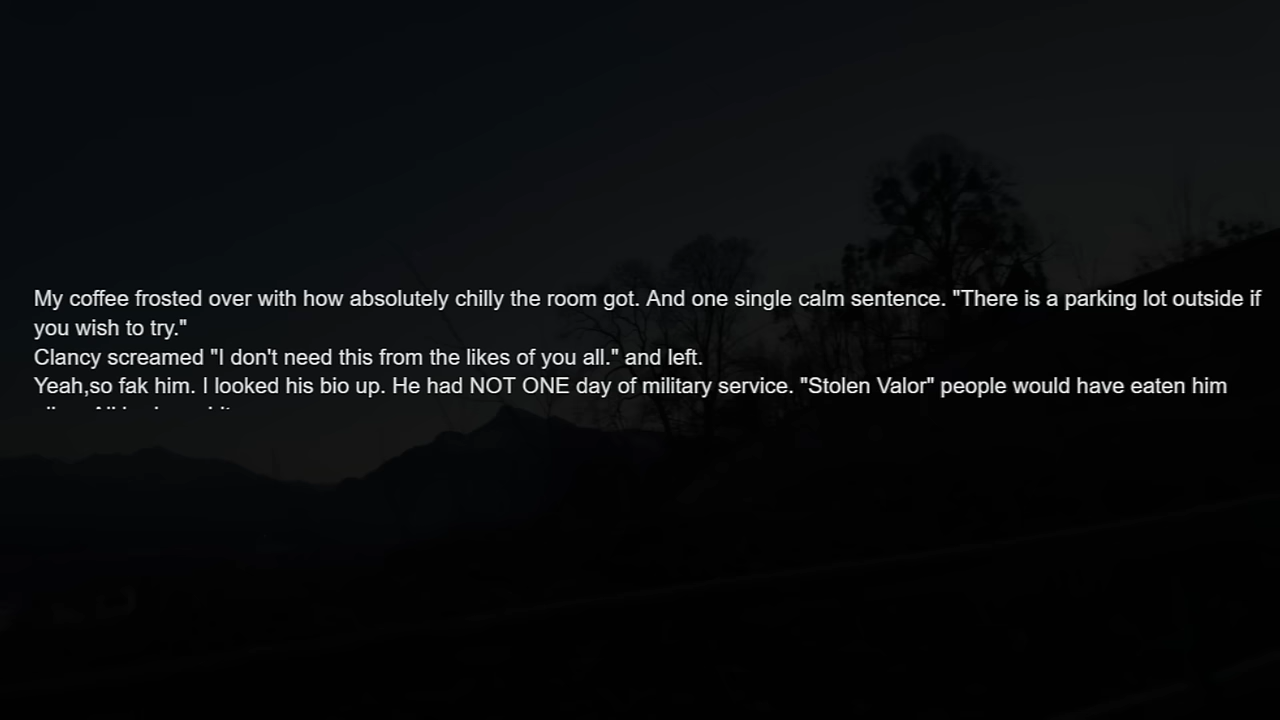 My coffee frosted over with how absolutely chilly the room got. And one single calm sentence. "There is a parking lot outside if
you wish to try."
Clancy screamed "I don't need this from the likes of you all." and left.
Yeah,so fak him. I looked his bio up. He had NOT ONE day of military service. "Stolen Valor" people would have eaten him